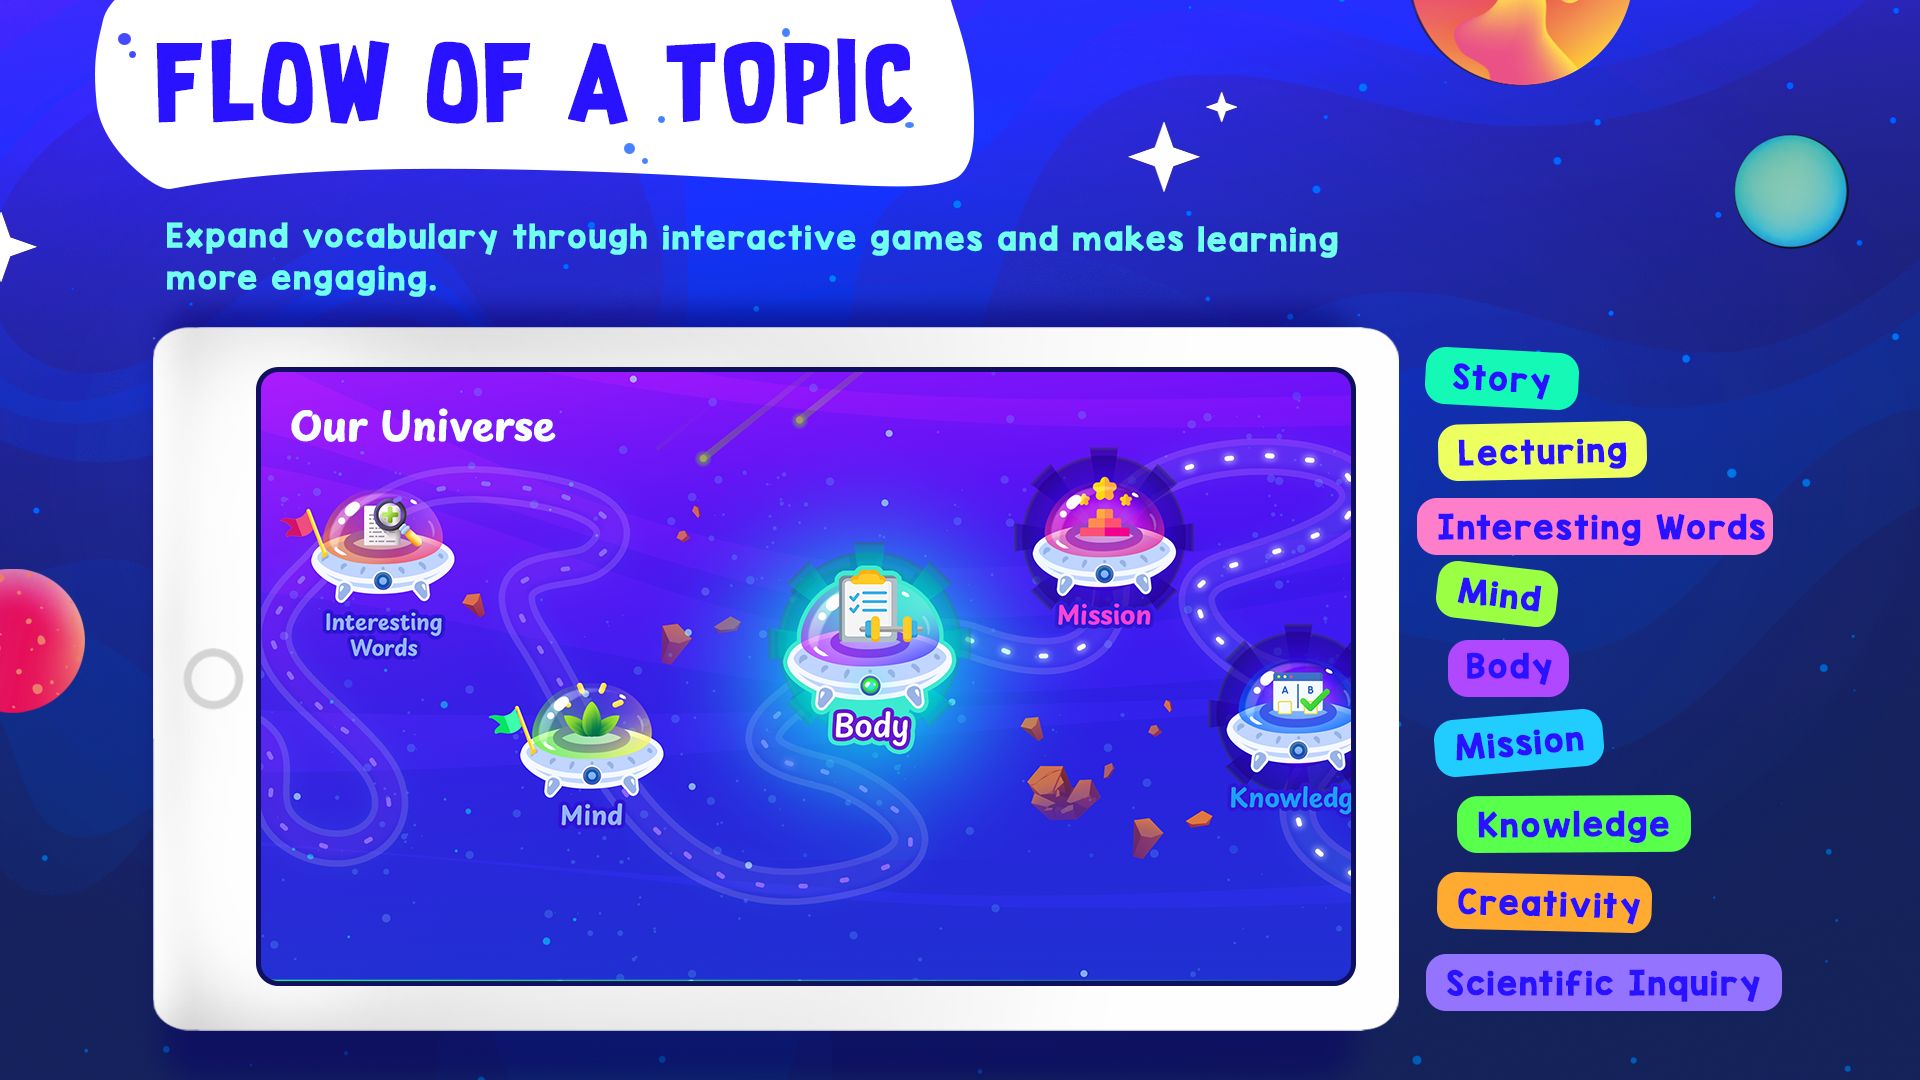 FLOW OF A TOPIC
Expand vocabulary through interactive games and makes learning
more engaging.
Our Universe
Interesting
Words
Mind
Body
Mission
Knowledg
A B
Story
Lecturing
Interesting Words
Mind
Body
Mission
Knowledge
Creativity
Scientific Inquiry